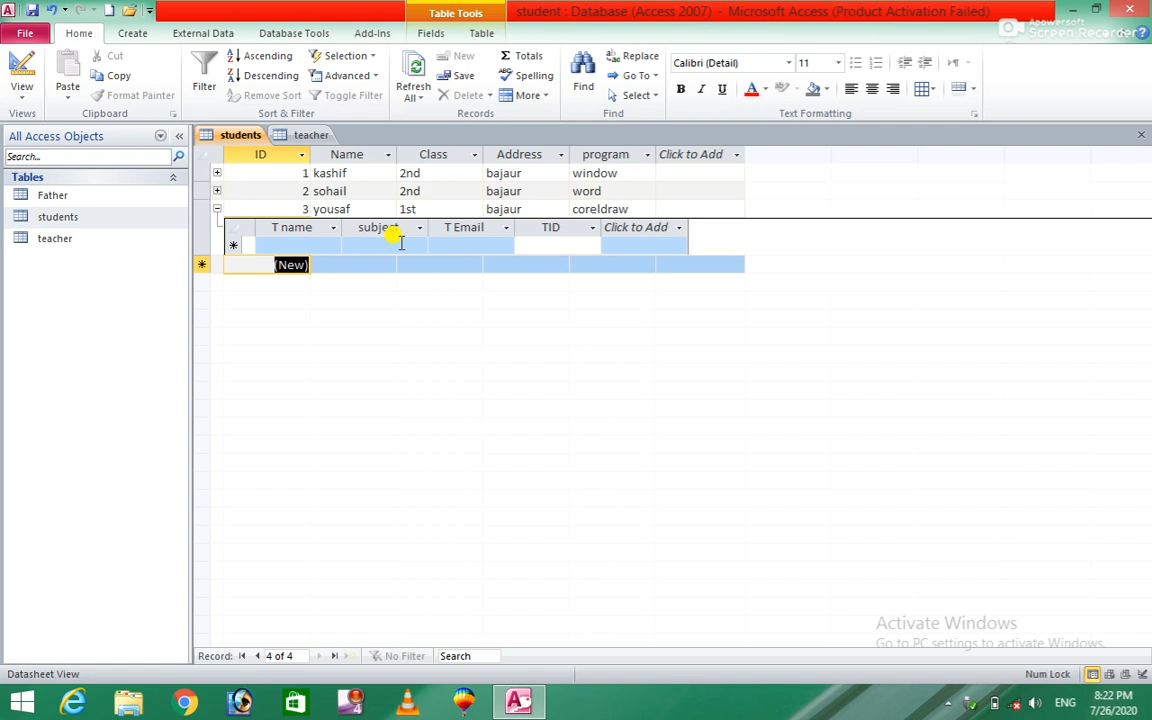 Table Tools
student : Database (Access 2007) - Microsoft Access (Product Activation Failed)
Apowersoft
Screen Recorder
File Home Create External Data Database Tools Add-Ins Fields Table
View
Views
Paste
Cut
Copy
Format Painter
Clipboard
Filter
Ascending
Descending
Remove Sort
Selection
Advanced
Toggle Filter
Sort & Filter
Refresh
All
New
Save
Delete
Totals
Spelling
More
Records
Find
Replace
Go To
Select
Find
Calibri (Detail) 11
B I U
Text Formatting
All Access Objects
Search...
Tables
Father
students
teacher
students teacher
ID Name Class Address program Click to Add
1 kashif 2nd bajaur window
2 sohail 2nd bajaur word
3 yousaf 1st bajaur coreldraw
T name subject T Email TID Click to Add
(New)
Activate Windows
Go to PC settings to activate Windows.
Record: 4 of 4 No Filter Search
Datasheet View
Num Lock
ENG
8:22 PM
7/26/2020